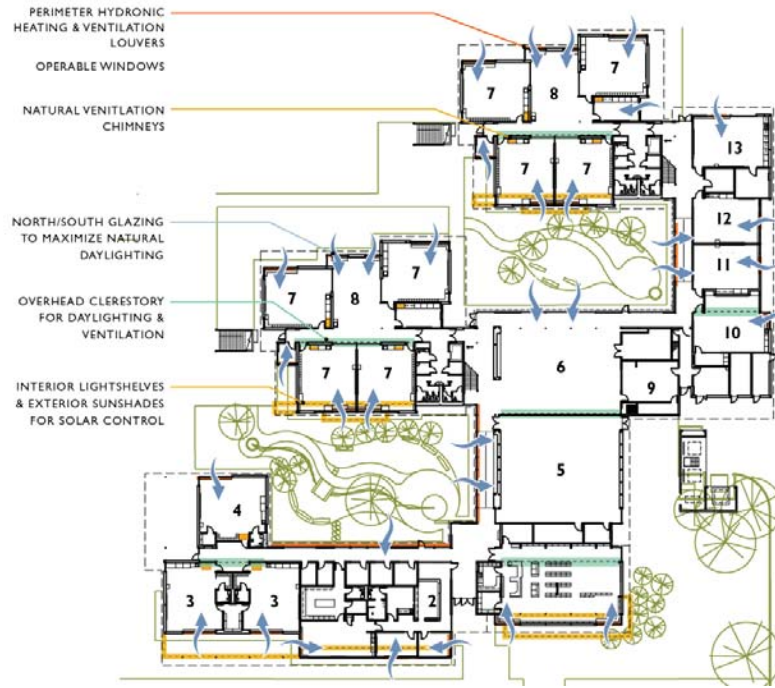 PERIMETER HYDRONIC
HEATING & VENTILATION
LOUVERS
OPERABLE WINDOWS
NATURAL VENITLATION
CHIMNEYS
NORTH/SOUTH GLAZING
TO MAXIMIZE NATURAL
DAYLIGHTING
OVERHEAD CLERESTORY
FOR DAYLIGHTING &
VENTILATION
INTERIOR LIGHTSHELVES
& EXTERIOR SUNSHADES
FOR SOLAR CONTROL
7
7
8
13
7
7
12
7
11
7
8
10
6
7
7
9
5
4
3
3
2
1